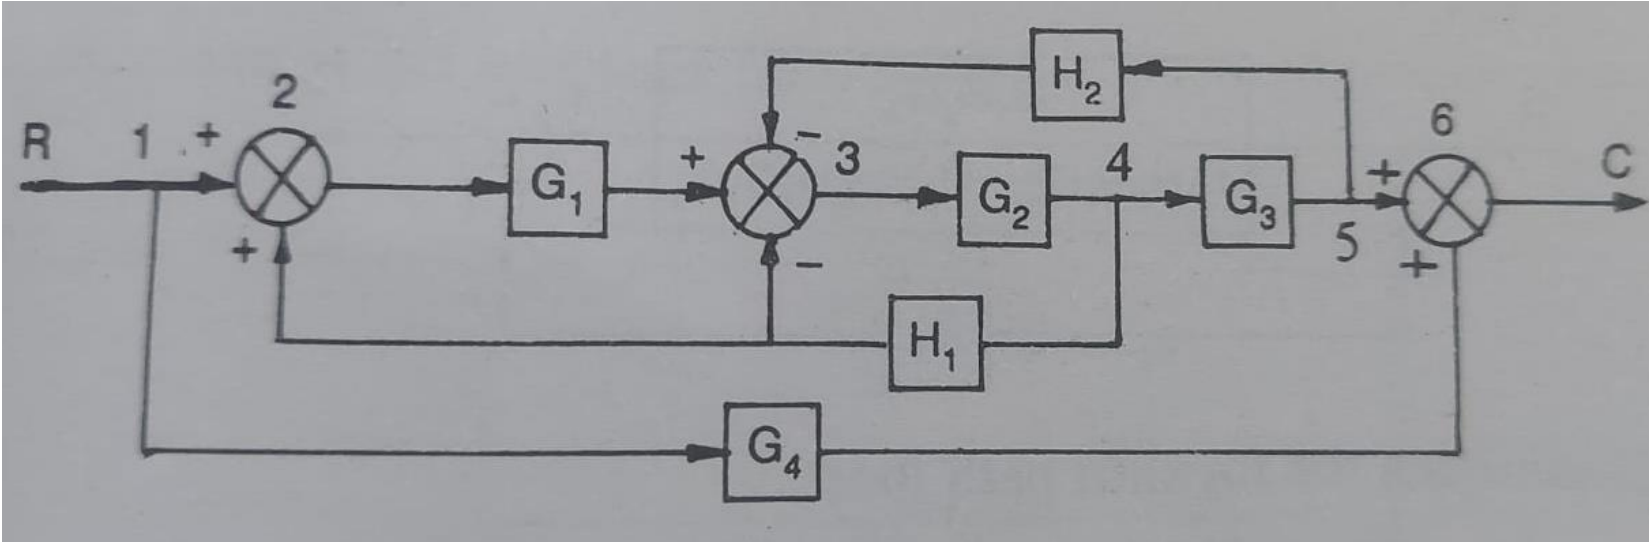 H₂
2
6
R 1 + + - 3 4 + C
G₁ G₂ G₃
+ - 5 +
H₁
G₄